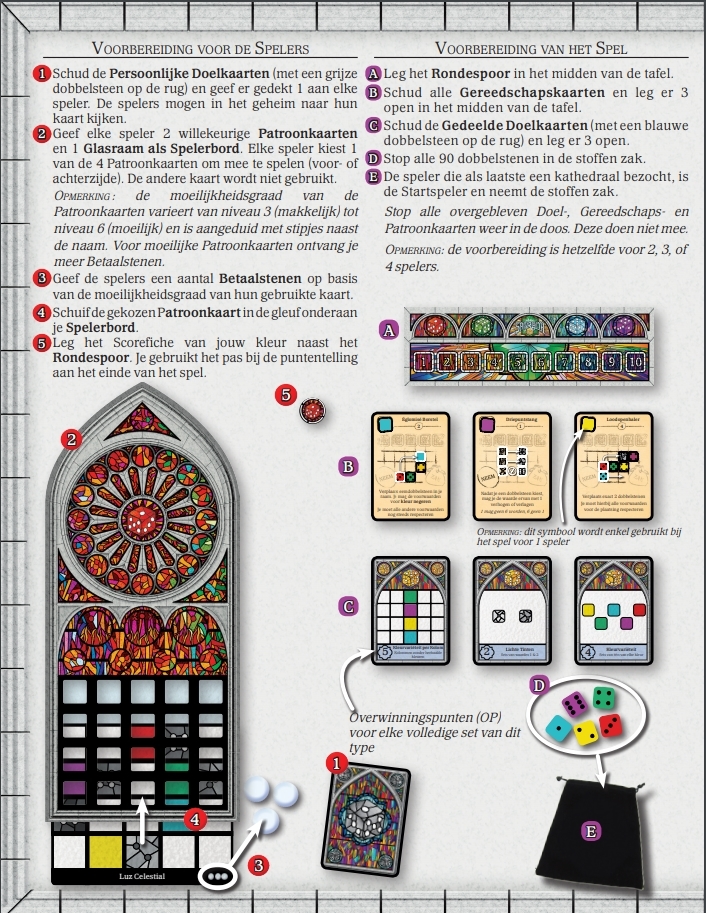 VOORBEREIDING VOOR DE SPELERS
1 Schud de Persoonlijke Doelkaarten (met een grijze
dobbelsteen op de rug) en geef er gedekt 1 aan elke
speler. De spelers mogen in het geheim naar hun
kaart kijken.
2 Geef elke speler 2 willekeurige Patroonkaarten
en 1 Glasraam als Spelerbord. Elke speler kiest 1
van de 4 Patroonkaarten om mee te spelen (voor- of
achterzijde). De andere kaart wordt niet gebruikt.
OPMERKING: de moeilijkheidsgraad van de
Patroonkaarten varieert van niveau 3 (makkelijk) tot
niveau 6 (moeilijk) en is aangeduid met stipjes naast
de naam. Voor moeilijke Patroonkaarten ontvang je
meer Betaalstenen.
3 Geef de spelers een aantal Betaalstenen op basis
van de moeilijkheidsgraad van hun gebruikte kaart.
4 Schuif de gekozen Patroonkaart in de gleuf onderaan
je Spelerbord.
5 Leg het Scorefiche van jouw kleur naast het
Rondespoor. Je gebruikt het pas bij de puntentelling
aan het einde van het spel.
VOORBEREIDING VAN HET SPEL
A Leg het Rondespoor in het midden van de tafel.
B Schud alle Gereedschapskaarten en leg er 3
open in het midden van de tafel.
C Schud de Gedeelde Doelkaarten (met een blauwe
dobbelsteen op de rug) en leg er 3 open.
D Stop alle 90 dobbelstenen in de stoffen zak.
E De speler die als laatste een kathedraal bezocht, is
de Startspeler en neemt de stoffen zak.
Stop alle overgebleven Doel-, Gereedschaps- en
Patroonkaarten weer in de doos. Deze doen niet mee.
OPMERKING: de voorbereiding is hetzelfde voor 2, 3, of
4 spelers.
A
1 2 3 4 5 6 7 8 9 10
5
2
B
Eglomisé Borstel
2
Driepuntstang
1
Loodopenhaler
4
OPMERKING: dit symbool wordt enkel gebruikt bij
het spel voor 1 speler
C
5
Kleurvariëteit per Kolom
2
Lichte Tinten
4
Kleurvariëteit
Overwinningspunten (OP)
voor elke volledige set van dit
type
D
1
E
4
3
Luz Celestial